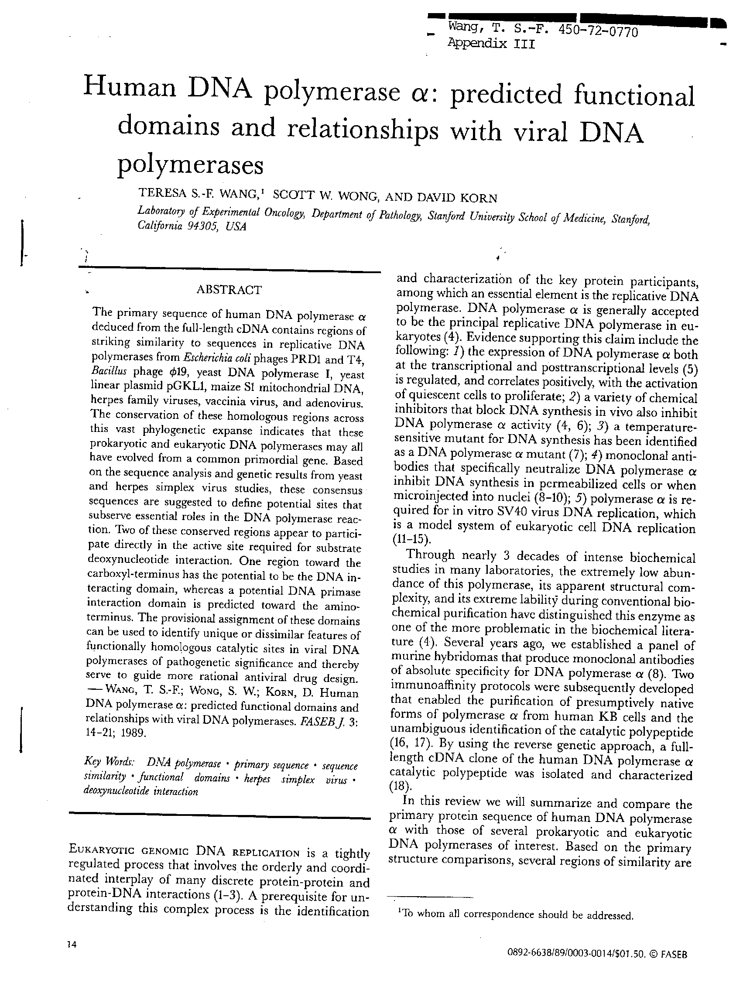 Wang, T. S.-F. 450-72-0770
Appendix III
Human DNA polymerase α: predicted functional
domains and relationships with viral DNA
polymerases
TERESA S.-F. WANG,¹ SCOTT W. WONG, AND DAVID KORN
Laboratory of Experimental Oncology, Department of Pathology, Stanford University School of Medicine, Stanford,
California 94305, USA
ABSTRACT
The primary sequence of human DNA polymerase α
deduced from the full-length cDNA contains regions of
striking similarity to sequences in replicative DNA
polymerases from Escherichia coli phages PRD1 and T4,
Bacillus phage φ19, yeast DNA polymerase I, yeast
linear plasmid pGKL1, maize S1 mitochondrial DNA,
herpes family viruses, vaccinia virus, and adenovirus.
The conservation of these homologous regions across
this vast phylogenetic expanse indicates that these
prokaryotic and eukaryotic DNA polymerases may all
have evolved from a common primordial gene. Based
on the sequence analysis and genetic results from yeast
and herpes simplex virus studies, these consensus
sequences are suggested to define potential sites that
subserve essential roles in the DNA polymerase reac-
tion. Two of these conserved regions appear to partici-
pate directly in the active site required for substrate
deoxynucleotide interaction. One region toward the
carboxyl-terminus has the potential to be the DNA in-
teracting domain, whereas a potential DNA primase
interaction domain is predicted toward the amino-
terminus. The provisional assignment of these domains
can be used to identify unique or dissimilar features of
functionally homologous catalytic sites in viral DNA
polymerases of pathogenetic significance and thereby
serve to guide more rational antiviral drug design.
— WANG, T. S.-F.; WONG, S. W.; KORN, D. Human
DNA polymerase α: predicted functional domains and
relationships with viral DNA polymerases. FASEB J. 3:
14-21; 1989.
Key Words: DNA polymerase • primary sequence • sequence
similarity • functional domains • herpes simplex virus •
deoxynucleotide interaction
EUKARYOTIC GENOMIC DNA REPLICATION is a tightly
regulated process that involves the orderly and coordi-
nated interplay of many discrete protein-protein and
protein-DNA interactions (1-3). A prerequisite for un-
derstanding this complex process is the identification
and characterization of the key protein participants,
among which an essential element is the replicative DNA
polymerase. DNA polymerase α is generally accepted
to be the principal replicative DNA polymerase in eu-
karyotes (4). Evidence supporting this claim include the
following: 1) the expression of DNA polymerase α both
at the transcriptional and posttranscriptional levels (5)
is regulated, and correlates positively, with the activation
of quiescent cells to proliferate; 2) a variety of chemical
inhibitors that block DNA synthesis in vivo also inhibit
DNA polymerase α activity (4, 6); 3) a temperature-
sensitive mutant for DNA synthesis has been identified
as a DNA polymerase α mutant (7); 4) monoclonal anti-
bodies that specifically neutralize DNA polymerase α
inhibit DNA synthesis in permeabilized cells or when
microinjected into nuclei (8-10); 5) polymerase α is re-
quired for in vitro SV40 virus DNA replication, which
is a model system of eukaryotic cell DNA replication
(11-15).
Through nearly 3 decades of intense biochemical
studies in many laboratories, the extremely low abun-
dance of this polymerase, its apparent structural com-
plexity, and its extreme lability during conventional bio-
chemical purification have distinguished this enzyme as
one of the more problematic in the biochemical litera-
ture (4). Several years ago, we established a panel of
murine hybridomas that produce monoclonal antibodies
of absolute specificity for DNA polymerase α (8). Two
immunoaffinity protocols were subsequently developed
that enabled the purification of presumptively native
forms of polymerase α from human KB cells and the
unambiguous identification of the catalytic polypeptide
(16, 17). By using the reverse genetic approach, a full-
length cDNA clone of the human DNA polymerase α
catalytic polypeptide was isolated and characterized
(18).
In this review we will summarize and compare the
primary protein sequence of human DNA polymerase
α with those of several prokaryotic and eukaryotic
DNA polymerases of interest. Based on the primary
structure comparisons, several regions of similarity are
¹To whom all correspondence should be addressed.
14
0892-6638/89/0003-0014/$01.50. © FASEB